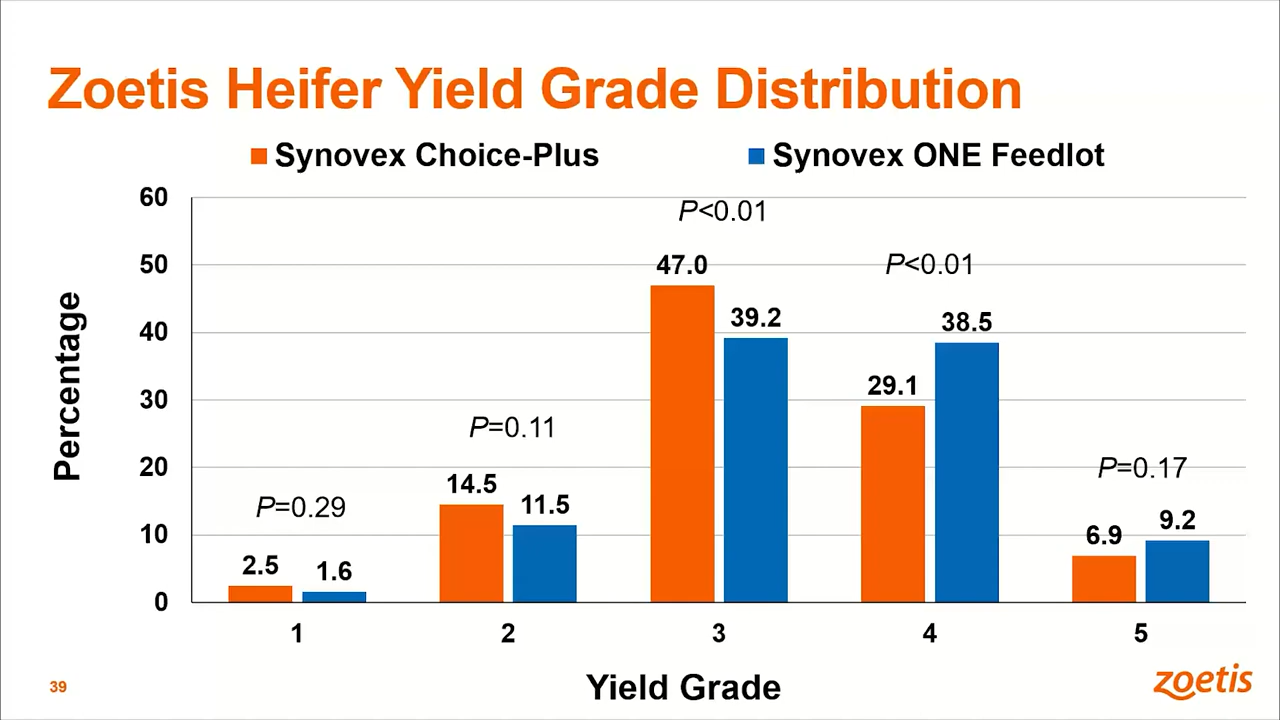 Zoetis Heifer Yield Grade Distribution
Synovex Choice-Plus
Synovex ONE Feedlot
60
50
40
30
20
10
0
Percentage
P=0.29
P=0.11
P<0.01
P<0.01
P=0.17
2.5
1.6
14.5
11.5
47.0
39.2
29.1
38.5
6.9
9.2
1
2
3
4
5
Yield Grade
39
zoetis